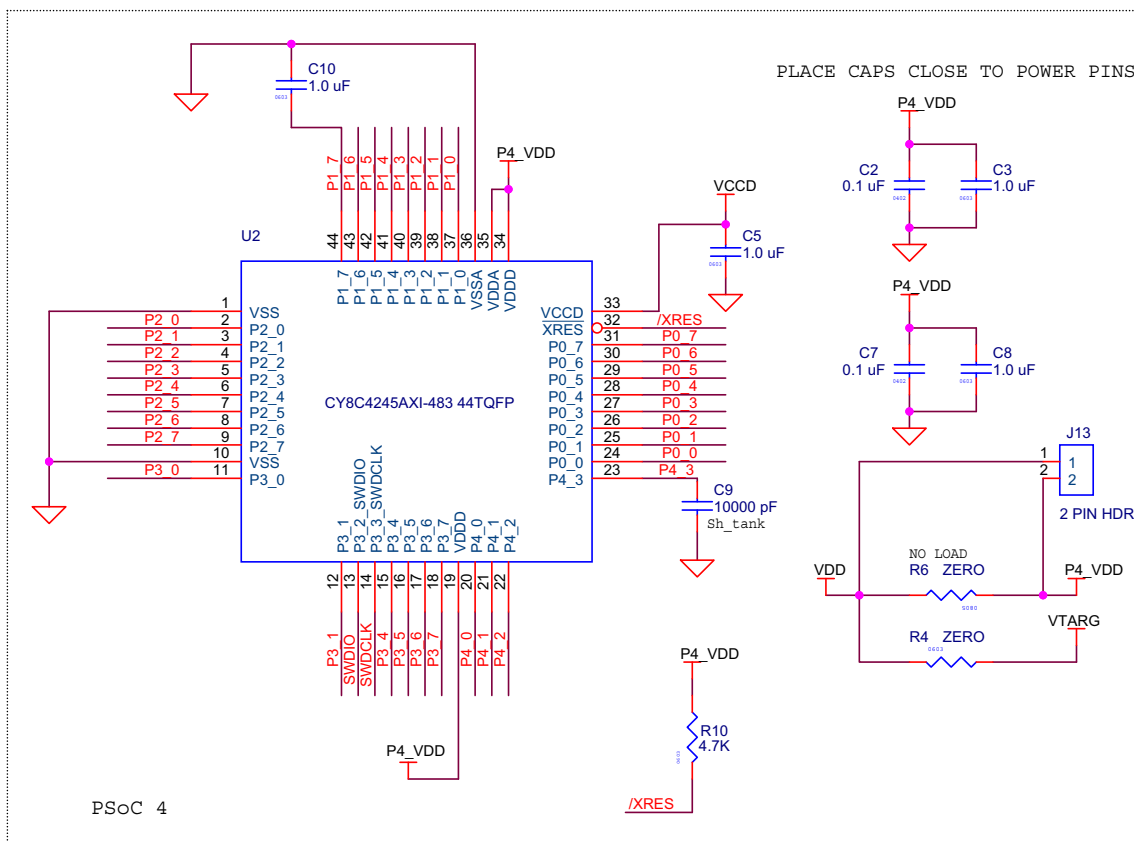 PLACE CAPS CLOSE TO POWER PINS
C10
1.0 uF
0603
P1_7
P1_6
P1_5
P1_4
P1_3
P1_2
P1_1
P1_0
P4_VDD
44
43
42
41
40
39
38
37
36
35
34
U2
P1_7
P1_6
P1_5
P1_4
P1_3
P1_2
P1_1
P1_0
VSSA
VDDA
VDDD
VCCD
C5
1.0 uF
0603
P4_VDD
C2
0.1 uF
0402
C3
1.0 uF
0603
P4_VDD
C7
0.1 uF
0402
C8
1.0 uF
0603
1 VSS
P2_0 2 P2_0
P2_1 3 P2_1
P2_2 4 P2_2
P2_3 5 P2_3
P2_4 6 P2_4
P2_5 7 P2_5
P2_6 8 P2_6
P2_7 9 P2_7
10 VSS
P3_0 11 P3_0
CY8C4245AXI-483 44TQFP
VCCD 33
XRES 32 /XRES
P0_7 31 P0_7
P0_6 30 P0_6
P0_5 29 P0_5
P0_4 28 P0_4
P0_3 27 P0_3
P0_2 26 P0_2
P0_1 25 P0_1
P0_0 24 P0_0
P4_3 23 P4_3
C9
10000 pF
Sh_tank
P3_1
P3_2_SWDIO
P3_3_SWDCLK
P3_4
P3_5
P3_6
P3_7
VDDD
P4_0
P4_1
P4_2
12
13
14
15
16
17
18
19
20
21
22
P3_1
SWDIO
SWDCLK
P3_4
P3_5
P3_6
P3_7
P4_0
P4_1
P4_2
P4_VDD
J13
1
2
1
2
2 PIN HDR
VDD
NO LOAD
R6 ZERO
P4_VDD
VTARG
R4 ZERO
0603
P4_VDD
R10
4.7K
0603
/XRES
PSoC 4